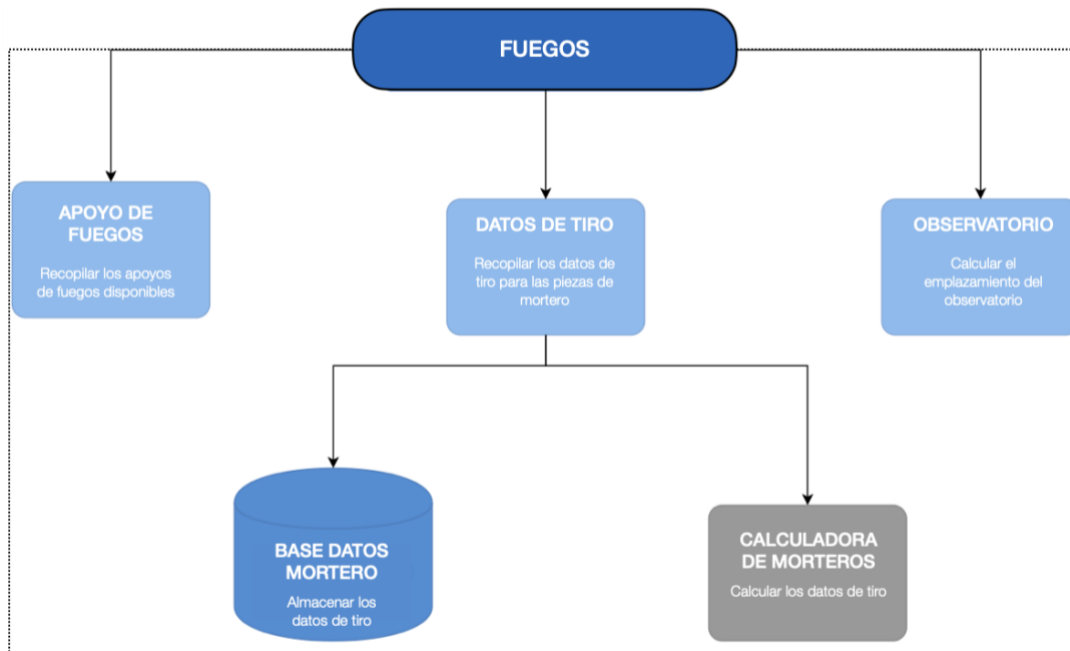 FUEGOS
APOYO DE
FUEGOS
Recopilar los apoyos
de fuegos disponibles
DATOS DE TIRO
Recopilar los datos de
tiro para las piezas de
mortero
OBSERVATORIO
Calcular el
emplazamiento del
observatorio
BASE DATOS
MORTERO
Almacenar los
datos de tiro
CALCULADORA
DE MORTEROS
Calcular los datos de tiro